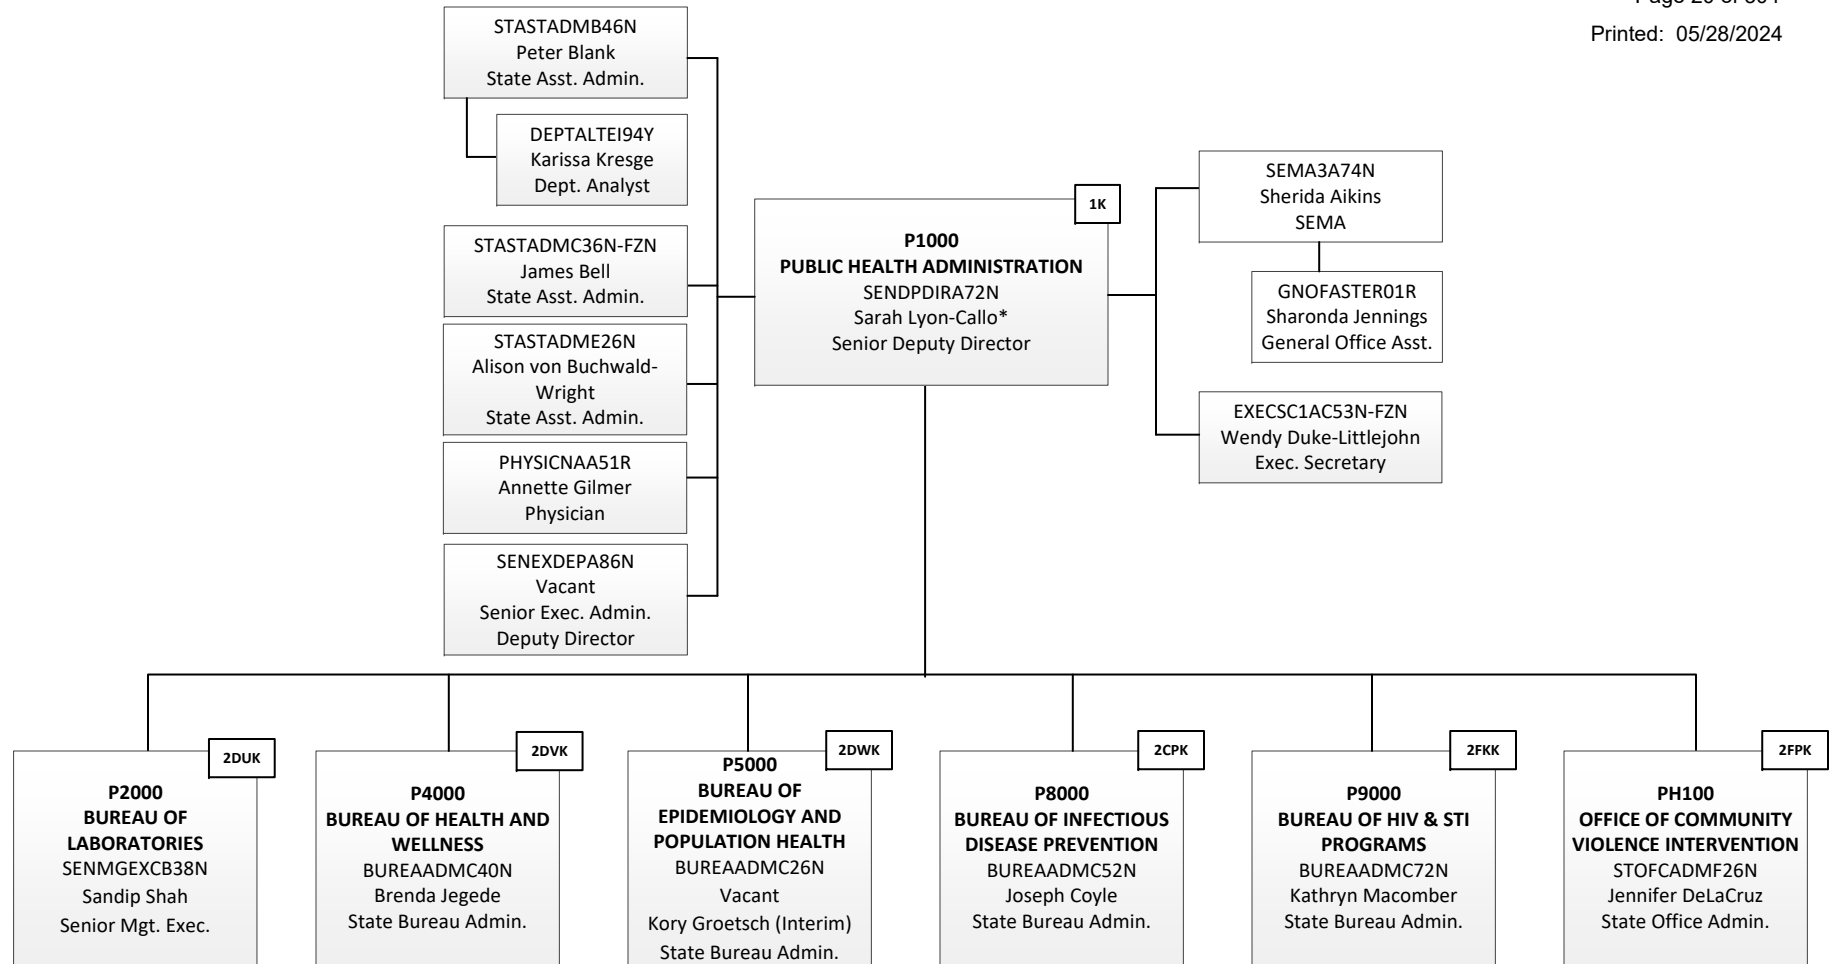 Printed: 05/28/2024
STASTADMB46N
Peter Blank
State Asst. Admin.
DEPTALTEI94Y
Karissa Kresge
Dept. Analyst
STASTADMC36N-FZN
James Bell
State Asst. Admin.
STASTADME26N
Alison von Buchwald-
Wright
State Asst. Admin.
PHYSICNAA51R
Annette Gilmer
Physician
SENEXDEPA86N
Vacant
Senior Exec. Admin.
Deputy Director
1K
P1000
PUBLIC HEALTH ADMINISTRATION
SENDPDIRA72N
Sarah Lyon-Callo*
Senior Deputy Director
SEMA3A74N
Sherida Aikins
SEMA
GNOFASTER01R
Sharonda Jennings
General Office Asst.
EXECSC1AC53N-FZN
Wendy Duke-Littlejohn
Exec. Secretary
2DUK
P2000
BUREAU OF
LABORATORIES
SENMGEXCB38N
Sandip Shah
Senior Mgt. Exec.
2DVK
P4000
BUREAU OF HEALTH AND
WELLNESS
BUREAADMC40N
Brenda Jegede
State Bureau Admin.
2DWK
P5000
BUREAU OF
EPIDEMIOLOGY AND
POPULATION HEALTH
BUREAADMC26N
Vacant
Kory Groetsch (Interim)
State Bureau Admin.
2CPK
P8000
BUREAU OF INFECTIOUS
DISEASE PREVENTION
BUREAADMC52N
Joseph Coyle
State Bureau Admin.
2FKK
P9000
BUREAU OF HIV & STI
PROGRAMS
BUREAADMC72N
Kathryn Macomber
State Bureau Admin.
2FPK
PH100
OFFICE OF COMMUNITY
VIOLENCE INTERVENTION
STOFCADMF26N
Jennifer DeLaCruz
State Office Admin.